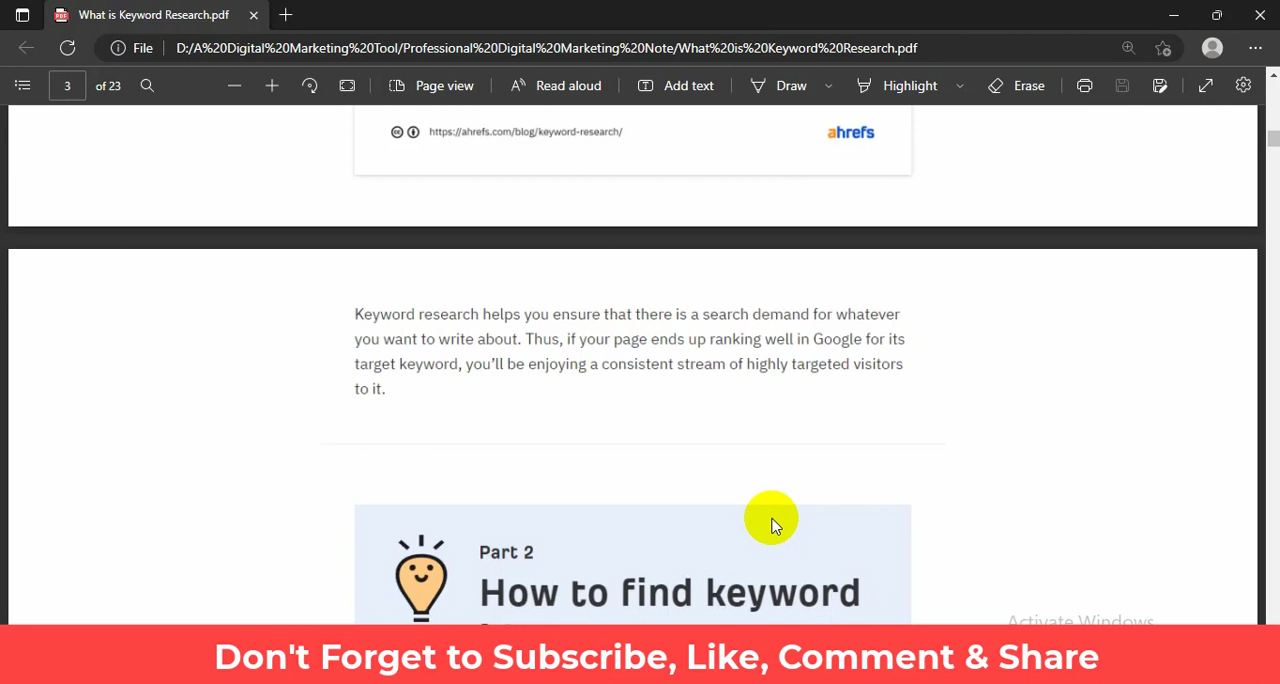 What is Keyword Research.pdf
File
D:/A%20Digital%20Marketing%20Tool/Professional%20Digital%20Marketing%20Note/What%20is%20Keyword%20Research.pdf
3 of 23
Page view
Read aloud
Add text
Draw
Highlight
Erase
https://ahrefs.com/blog/keyword-research/
ahrefs
Keyword research helps you ensure that there is a search demand for whatever
you want to write about. Thus, if your page ends up ranking well in Google for its
target keyword, you’ll be enjoying a consistent stream of highly targeted visitors
to it.
Part 2
How to find keyword
Activate Windows
Don't Forget to Subscribe, Like, Comment & Share